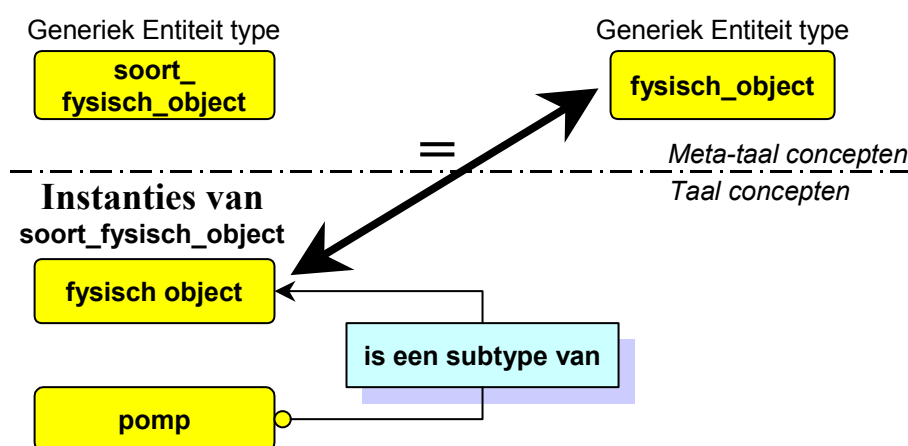 Generiek Entiteit type
Generiek Entiteit type
soort_
fysisch_object
fysisch_object
=
Meta-taal concepten
Taal concepten
Instanties van
soort_fysisch_object
fysisch object
is een subtype van
pomp